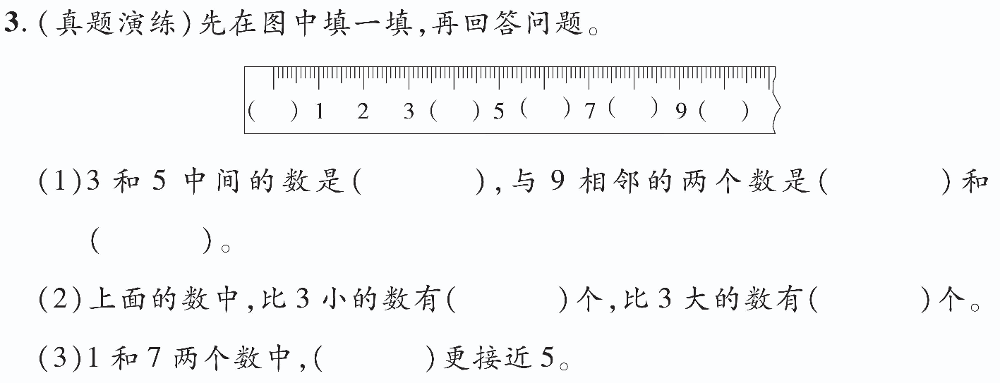 3. (真题演练)先在图中填一填,再回答问题。
(    ) 1 2 3 (    ) 5 (    ) 7 (    ) 9 (    )
(1)3 和 5 中间的数是(        ),与 9 相邻的两个数是(        )和
(        )。
(2)上面的数中,比 3 小的数有(        )个,比 3 大的数有(        )个。
(3)1 和 7 两个数中,(        )更接近 5。